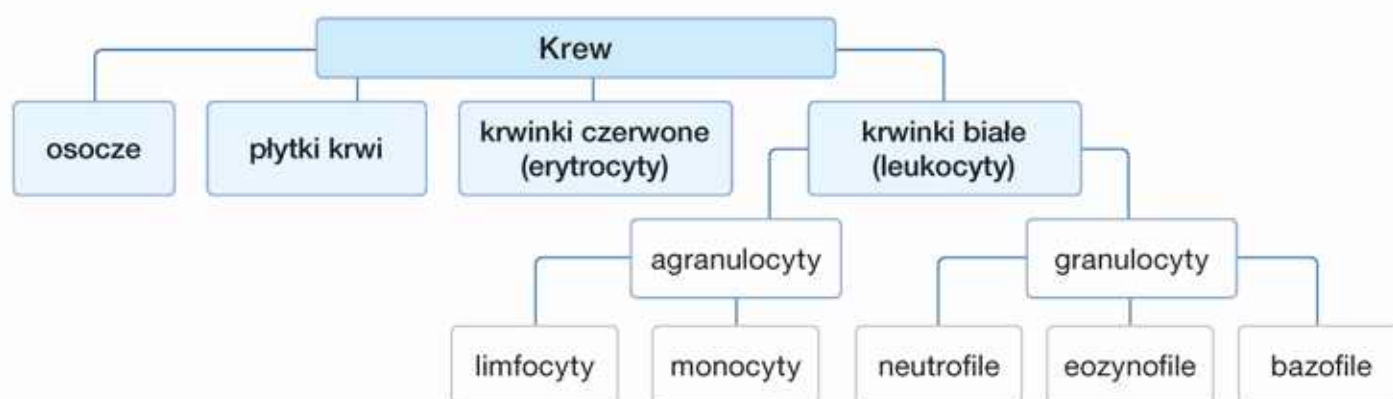 Krew
osocze
płytki krwi
krwinki czerwone
(erytrocyty)
krwinki białe
(leukocyty)
agranulocyty
granulocyty
limfocyty
monocyty
neutrofile
eozynofile
bazofile